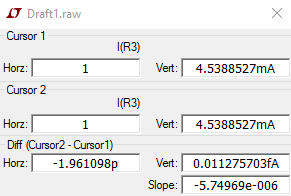 Draft1.raw
Cursor 1
I(R3)
Horz: 1 Vert: 4.5388527mA
Cursor 2
I(R3)
Horz: 1 Vert: 4.5388527mA
Diff (Cursor2 - Cursor1)
Horz: -1.961098p Vert: 0.011275703fA
Slope: -5.74969e-006